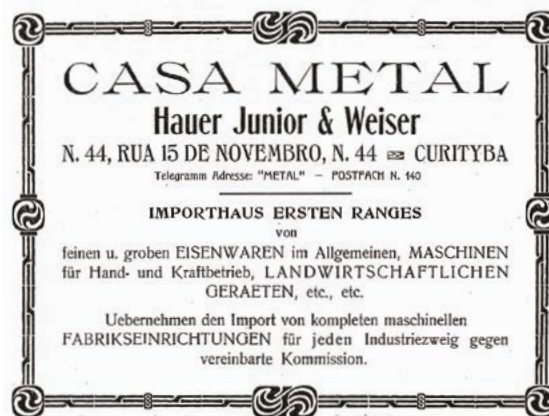 CASA METAL
Hauer Junior & Weiser
N. 44, RUA 15 DE NOVEMBRO, N. 44 CURITYBA
Telegramm Adresse: "METAL" — POSTFACH N. 140
IMPORTHAUS ERSTEN RANGES
von
feinen u. groben EISENWAREN im Allgemeinen, MASCHINEN
für Hand- und Kraftbetrieb, LANDWIRTSCHAFTLICHEN
GERAETEN, etc., etc.
Uebernehmen den Import von kompleten maschinellen
FABRIKSEINRICHTUNGEN für jeden Industriezweig gegen
vereinbarte Kommission.